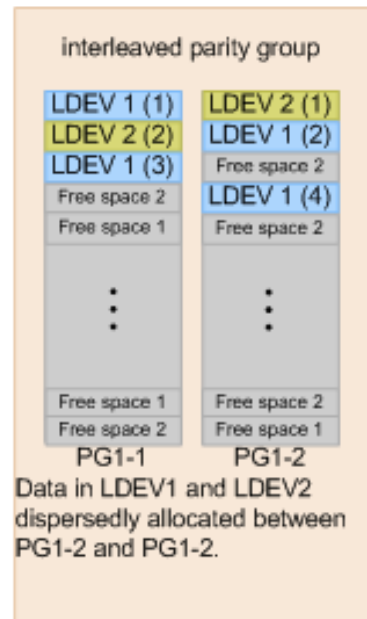 interleaved parity group
LDEV 1 (1)
LDEV 2 (2)
LDEV 1 (3)
Free space 2
Free space 1
Free space 1
Free space 2
PG1-1
LDEV 2 (1)
LDEV 1 (2)
Free space 2
LDEV 1 (4)
Free space 2
Free space 2
Free space 1
PG1-2
Data in LDEV1 and LDEV2
dispersedly allocated between
PG1-2 and PG1-2.